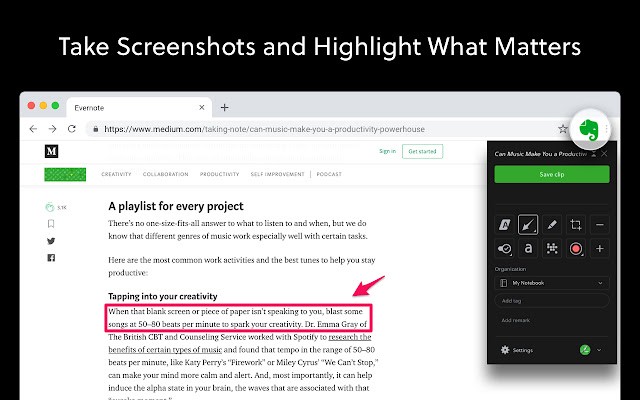 Take Screenshots and Highlight What Matters
Evernote
https://www.medium.com/taking-note/can-music-make-you-a-productivity-powerhouse
M
Sign in
Get started
CREATIVITY
COLLABORATION
PRODUCTIVITY
SELF IMPROVEMENT
PODCAST
Can Music Make You a Productive
Save clip
a
Organization
My Notebook
Add tag
Add remark
Settings
5.1K
A playlist for every project
There's no one-size-fits-all answer to what to listen to and when, but we do
know that different genres of music work especially well with certain tasks.
Here are the most common work activities and the best tunes to help you stay
productive:
Tapping into your creativity
When that blank screen or piece of paper isn't speaking to you, blast some
songs at 50–80 beats per minute to spark your creativity. Dr. Emma Gray of
The British CBT and Counseling Service worked with Spotify to research
the benefits of certain types of music and found that tempo in the range of 50–80
beats per minute, like Katy Perry's “Firework” or Miley Cyrus' “We Can't Stop,”
can make your mind more calm and alert. And, most importantly, it can help
induce the alpha state in your brain, the waves that are associated with that
“eureka moment.”